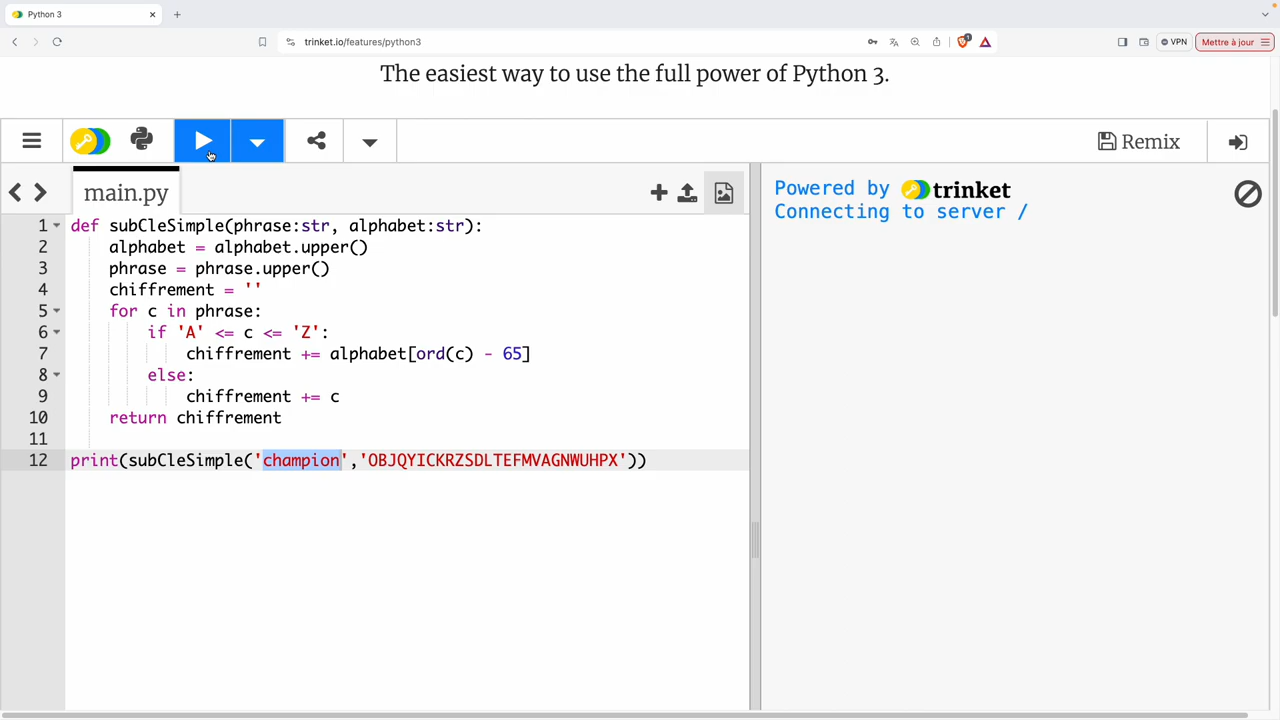 Python 3
trinket.io/features/python3
1
VPN
Mettre à jour
The easiest way to use the full power of Python 3.
Remix
main.py
1 def subCleSimple(phrase:str, alphabet:str):
2 alphabet = alphabet.upper()
3 phrase = phrase.upper()
4 chiffrement = ''
5 for c in phrase:
6 if 'A' <= c <= 'Z':
7 chiffrement += alphabet[ord(c) - 65]
8 else:
9 chiffrement += c
10 return chiffrement
11
12 print(subCleSimple('champion','OBJQYICKRZSDLTEFMVAGNWUHPX'))
Powered by trinket
Connecting to server /